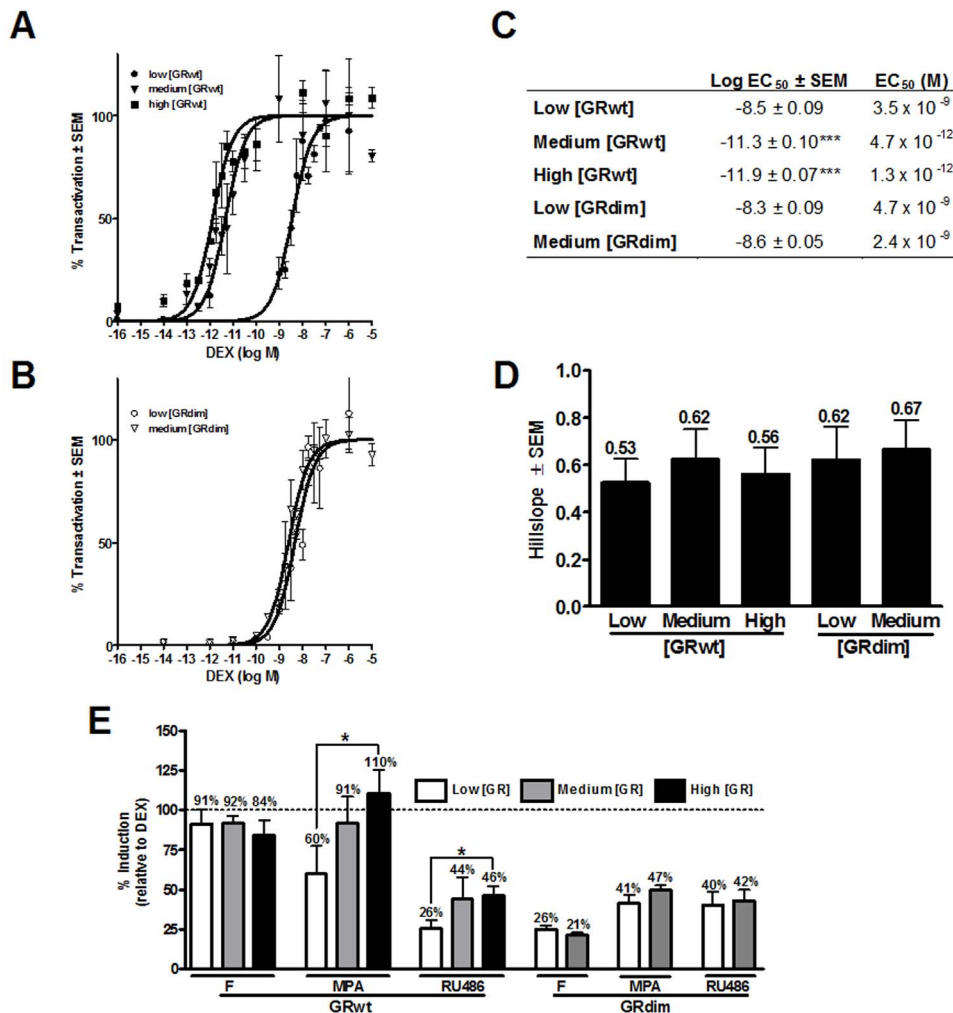 A
low [GRwt]
medium [GRwt]
high [GRwt]
% Transactivation ± SEM
100
50
0
-16 -15 -14 -13 -12 -11 -10 -9 -8 -7 -6 -5
DEX (log M)
B
low [GRdim]
medium [GRdim]
% Transactivation ± SEM
100
50
0
-16 -15 -14 -13 -12 -11 -10 -9 -8 -7 -6 -5
DEX (log M)
C
Log EC50 ± SEM EC50 (M)
Low [GRwt] -8.5 ± 0.09 3.5 x 10 -9
Medium [GRwt] -11.3 ± 0.10*** 4.7 x 10 -12
High [GRwt] -11.9 ± 0.07*** 1.3 x 10 -12
Low [GRdim] -8.3 ± 0.09 4.7 x 10 -9
Medium [GRdim] -8.6 ± 0.05 2.4 x 10 -9
D
Hillslope ± SEM
1.0
0.8
0.6
0.4
0.2
0.0
0.53 0.62 0.56 0.62 0.67
Low Medium High Low Medium
[GRwt] [GRdim]
E
% Induction
(relative to DEX)
150
125
100
75
50
25
0
Low [GR] Medium [GR] High [GR]
* *
91% 92% 84% 60% 91% 110% 26% 44% 46% 26% 21% 41% 47% 40% 42%
F MPA RU486 F MPA RU486
GRwt GRdim